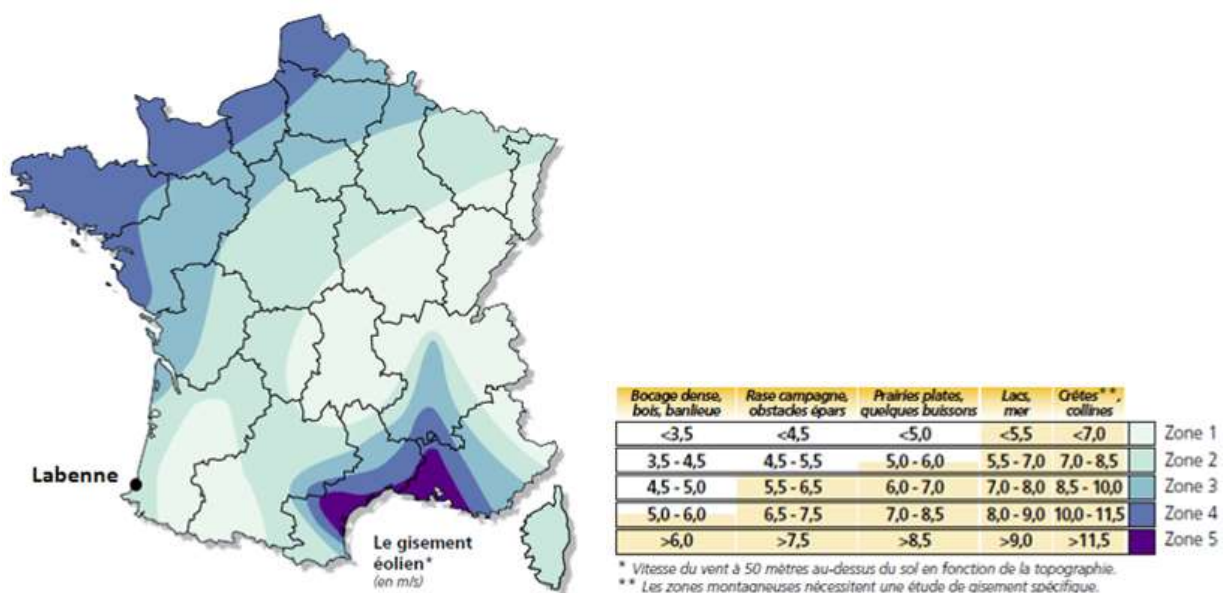 Labenne
Le gisement
éolien*
(en m/s)
Bocage dense, bois, banlieue | Rase campagne, obstacles épars | Prairies plates, quelques buissons | Lacs, mer | Crêtes**, collines
<3,5 <4,5 <5,0 <5,5 <7,0 Zone 1
3,5 - 4,5 4,5 - 5,5 5,0 - 6,0 5,5 - 7,0 7,0 - 8,5 Zone 2
4,5 - 5,0 5,5 - 6,5 6,0 - 7,0 7,0 - 8,0 8,5 - 10,0 Zone 3
5,0 - 6,0 6,5 - 7,5 7,0 - 8,5 8,0 - 9,0 10,0 - 11,5 Zone 4
>6,0 >7,5 >8,5 >9,0 >11,5 Zone 5
* Vitesse du vent à 50 mètres au-dessus du sol en fonction de la topographie.
** Les zones montagneuses nécessitent une étude de gisement spécifique.